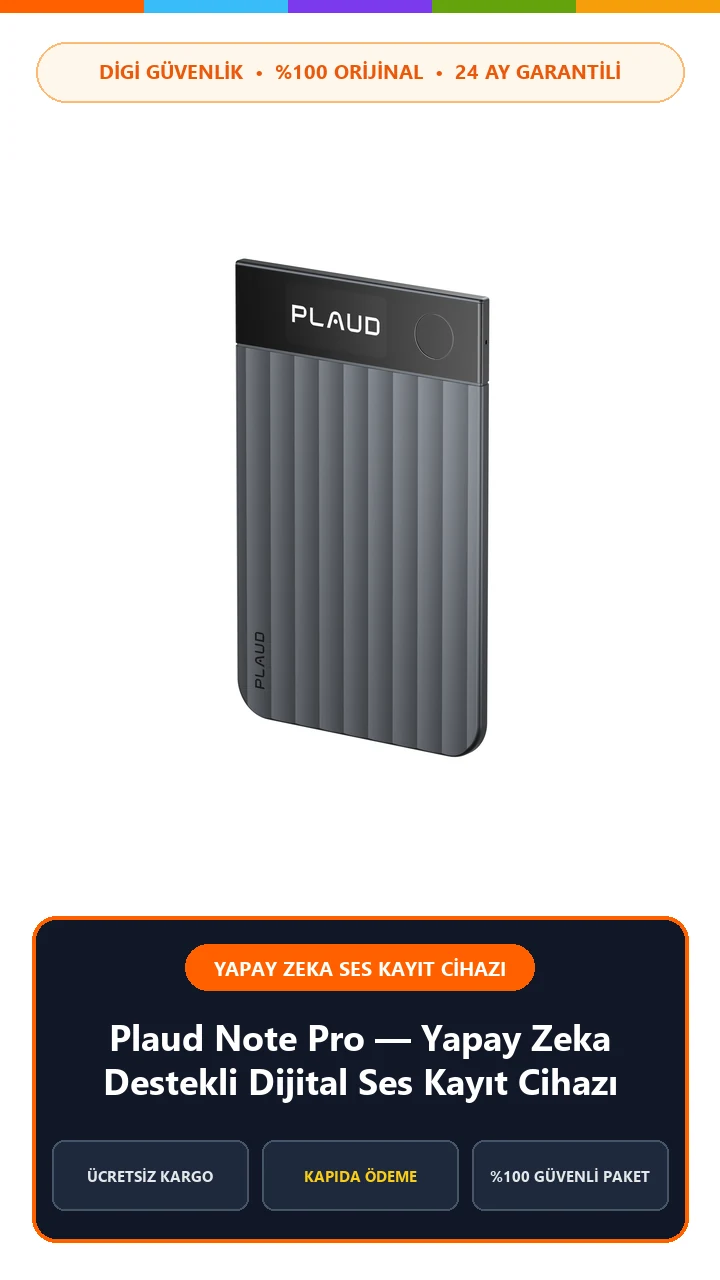 DİGİ GÜVENLİK • %100 ORİJİNAL • 24 AY GARANTİLİ
PLAUD
PLAUD
YAPAY ZEKA SES KAYIT CİHAZI
Plaud Note Pro — Yapay Zeka
Destekli Dijital Ses Kayıt Cihazı
ÜCRETSİZ KARGO
KAPIDA ÖDEME
%100 GÜVENLİ PAKET